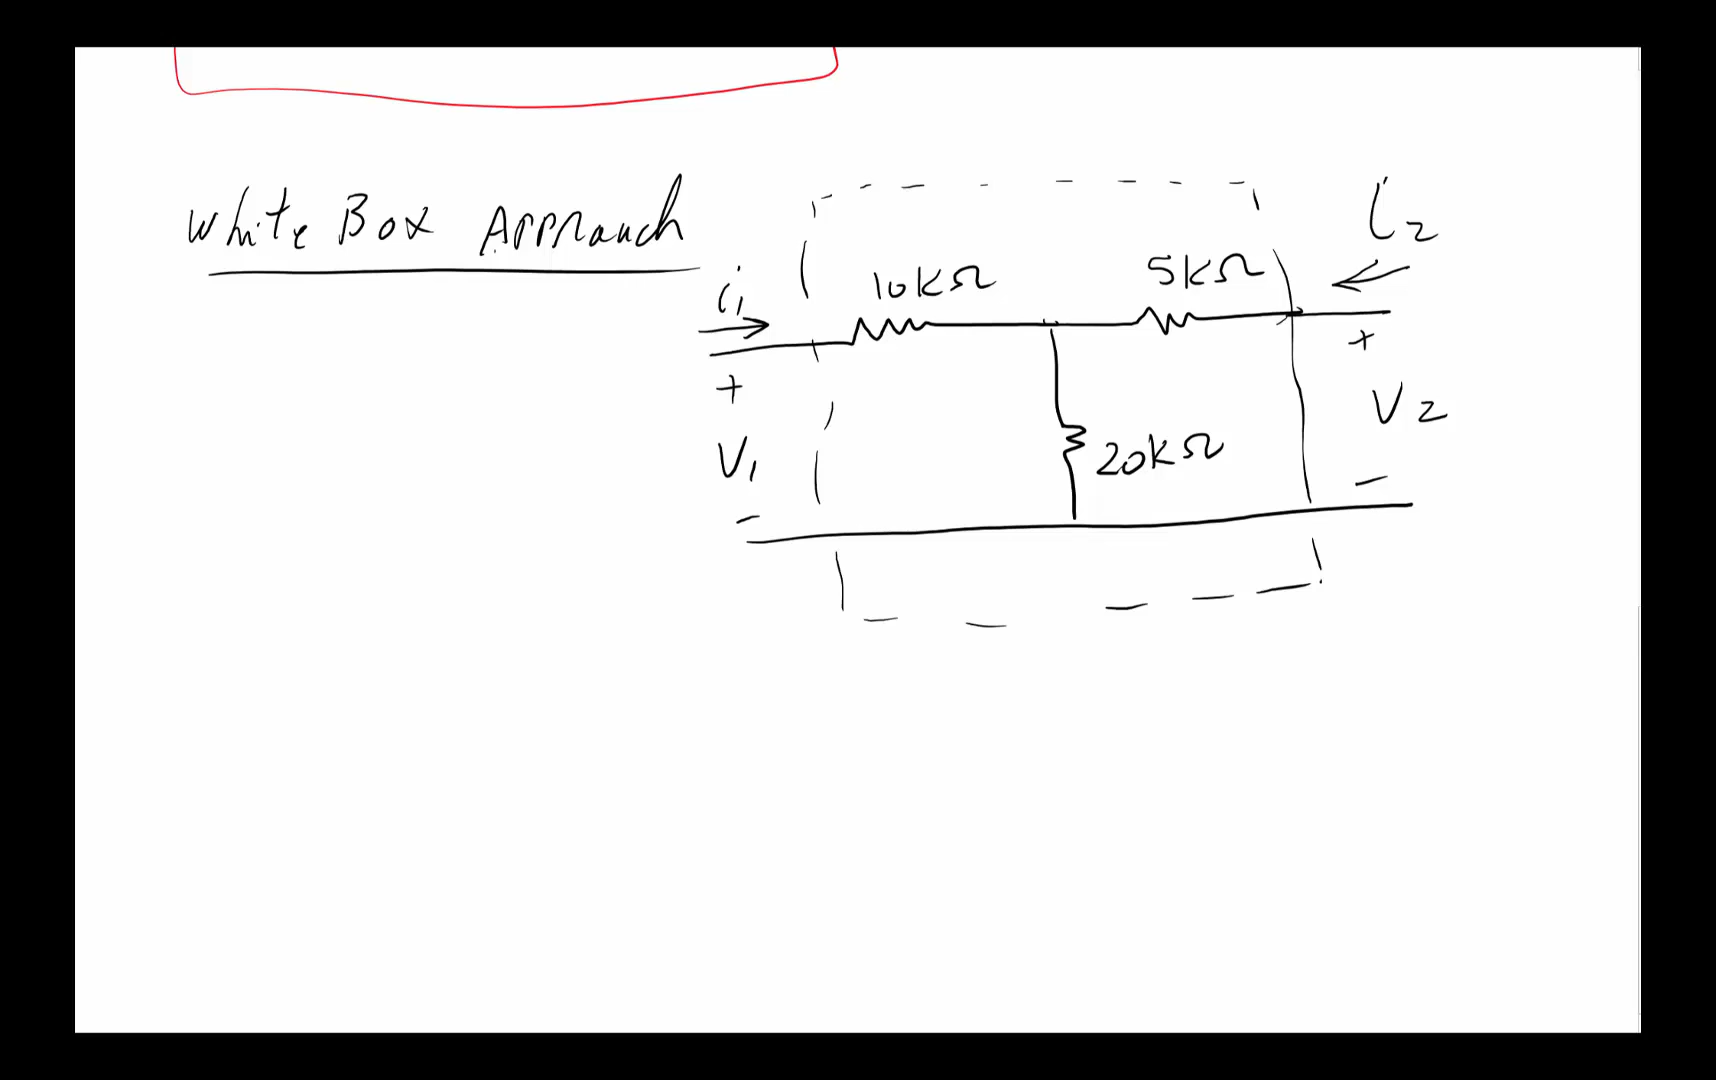 White Box Approach
i1
10kΩ
5kΩ
i2
+
V1
-
20kΩ
+
V2
-